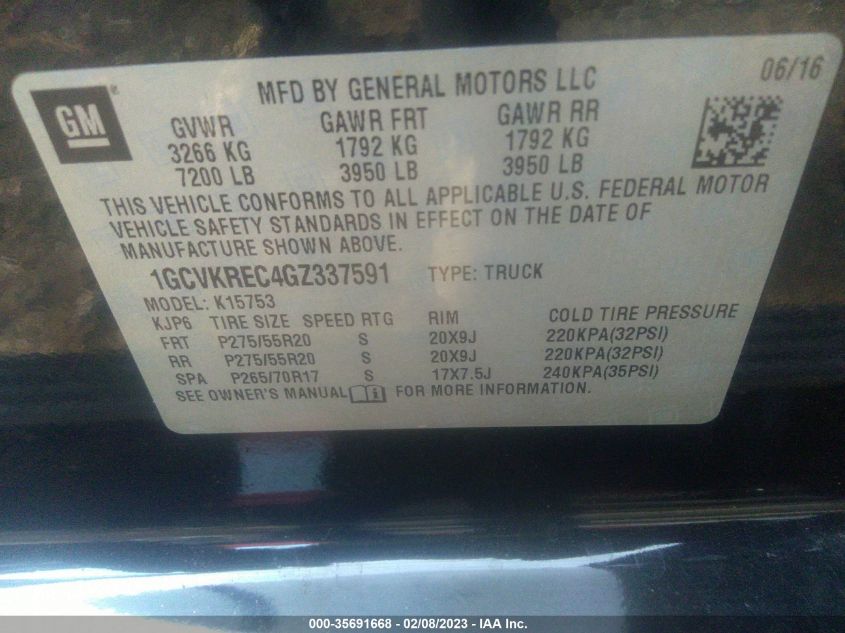 06/16
GM
MFD BY GENERAL MOTORS LLC
GVWR GAWR FRT GAWR RR
3266 KG 1792 KG 1792 KG
7200 LB 3950 LB 3950 LB
THIS VEHICLE CONFORMS TO ALL APPLICABLE U.S. FEDERAL MOTOR
VEHICLE SAFETY STANDARDS IN EFFECT ON THE DATE OF
MANUFACTURE SHOWN ABOVE.
1GCVKREC4GZ337591 TYPE: TRUCK
MODEL: K15753
KJP6 TIRE SIZE SPEED RTG RIM COLD TIRE PRESSURE
FRT P275/55R20 S 20X9J 220KPA(32PSI)
RR P275/55R20 S 20X9J 220KPA(32PSI)
SPA P265/70R17 S 17X7.5J 240KPA(35PSI)
SEE OWNER'S MANUAL FOR MORE INFORMATION.
000-35691668 - 02/08/2023 - IAA Inc.